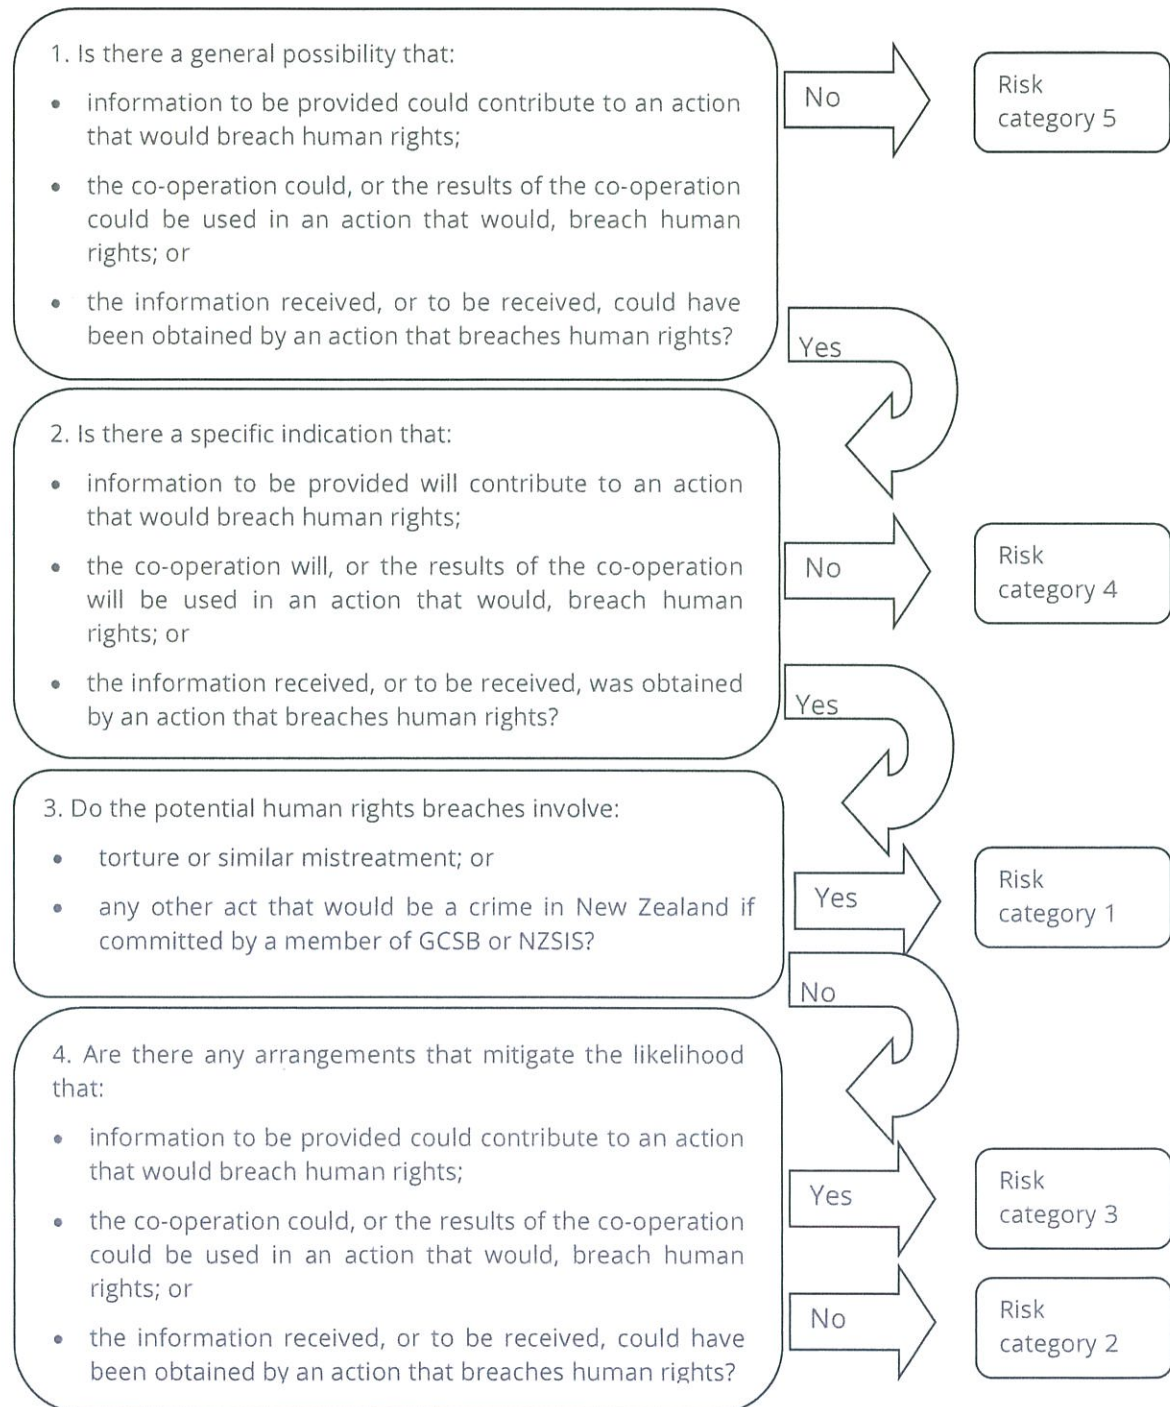 1. Is there a general possibility that:
• information to be provided could contribute to an action
that would breach human rights;
• the co-operation could, or the results of the co-operation
could be used in an action that would, breach human
rights; or
• the information received, or to be received, could have
been obtained by an action that breaches human rights?
No
Risk
category 5
Yes
2. Is there a specific indication that:
• information to be provided will contribute to an action
that would breach human rights;
• the co-operation will, or the results of the co-operation
will be used in an action that would, breach human
rights; or
• the information received, or to be received, was obtained
by an action that breaches human rights?
No
Risk
category 4
Yes
3. Do the potential human rights breaches involve:
• torture or similar mistreatment; or
• any other act that would be a crime in New Zealand if
committed by a member of GCSB or NZSIS?
Yes
Risk
category 1
No
4. Are there any arrangements that mitigate the likelihood
that:
• information to be provided could contribute to an action
that would breach human rights;
• the co-operation could, or the results of the co-operation
could be used in an action that would, breach human
rights; or
• the information received, or to be received, could have
been obtained by an action that breaches human rights?
Yes
Risk
category 3
No
Risk
category 2